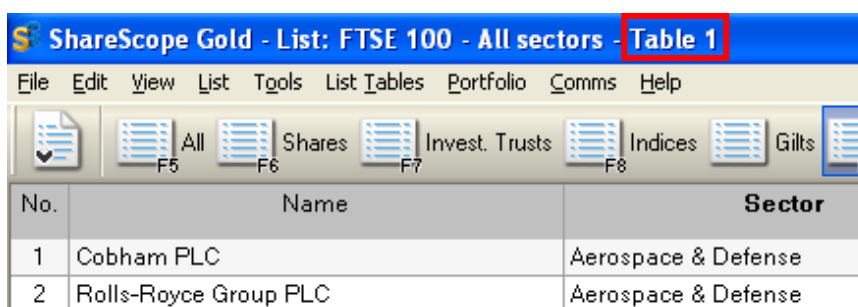 ShareScope Gold - List: FTSE 100 - All sectors - Table 1
File Edit View List Tools List Tables Portfolio Comms Help
All Shares Invest. Trusts Indices Gilts
F5 F6 F7 F8
No. Name Sector
1 Cobham PLC Aerospace & Defense
2 Rolls-Royce Group PLC Aerospace & Defense